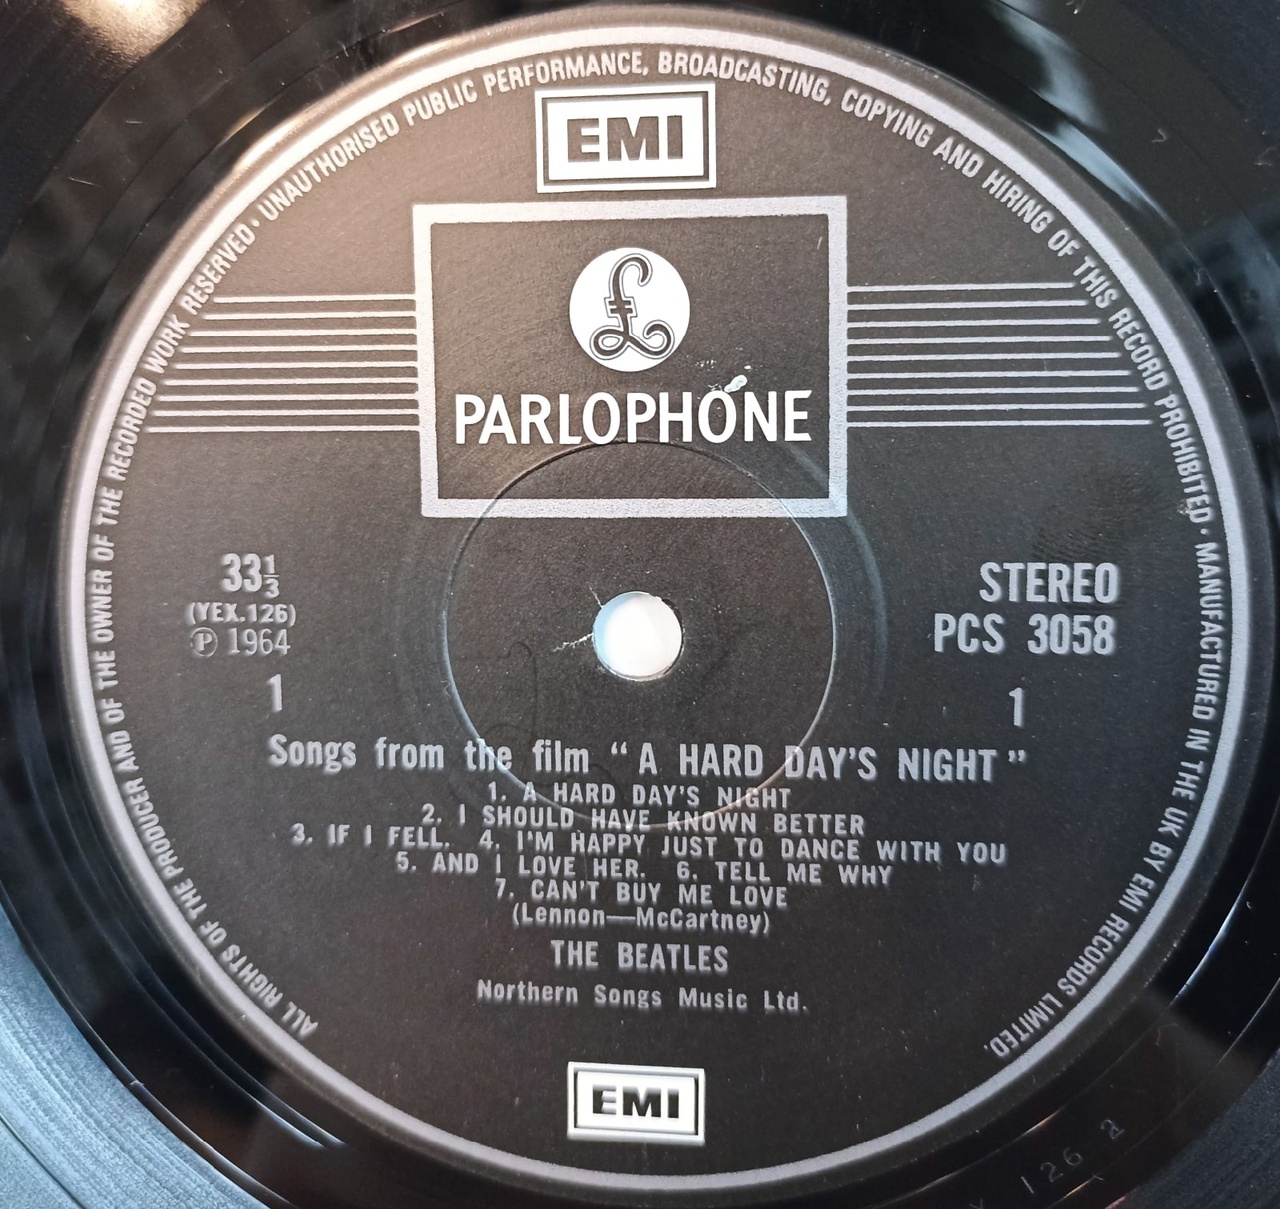 ALL RIGHTS OF THE PRODUCER AND OF THE OWNER OF THE RECORDED WORK RESERVED · UNAUTHORISED PUBLIC PERFORMANCE, BROADCASTING, COPYING AND HIRING OF THIS RECORD PROHIBITED · MANUFACTURED IN THE UK BY EMI RECORDS LIMITED.
EMI
£
PARLOPHONE
33⅓
(YEX.126)
Ⓟ 1964
1
STEREO
PCS 3058
1
Songs from the film “A HARD DAY'S NIGHT”
1. A HARD DAY'S NIGHT
2. I SHOULD HAVE KNOWN BETTER
3. IF I FELL. 4. I'M HAPPY JUST TO DANCE WITH YOU
5. AND I LOVE HER. 6. TELL ME WHY
7. CAN'T BUY ME LOVE
(Lennon—McCartney)
THE BEATLES
Northern Songs Music Ltd.
EMI
126 2